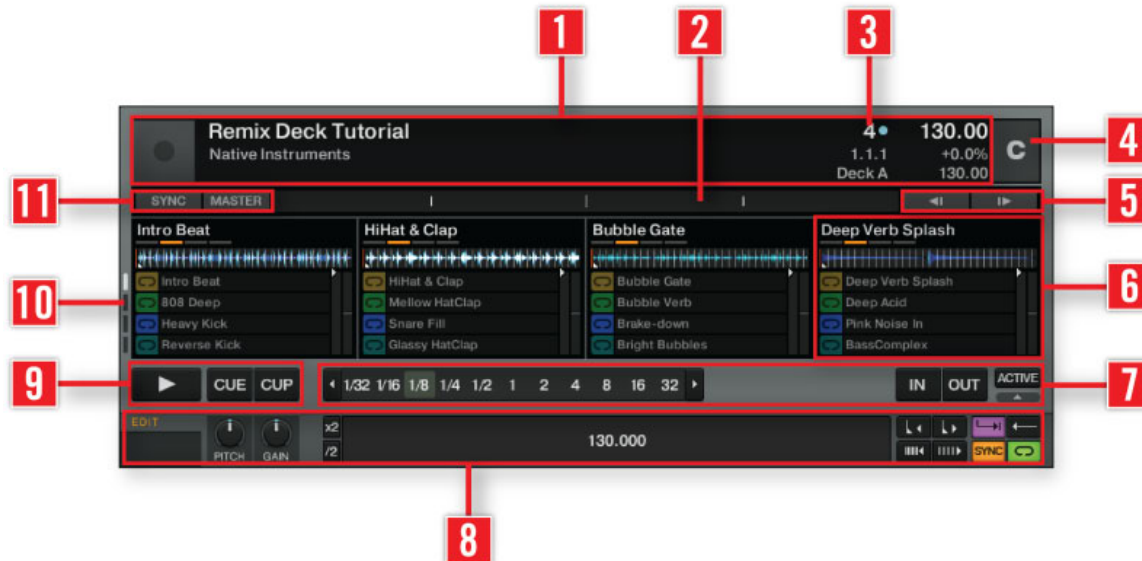 1 2 3
Remix Deck Tutorial 4 130.00
Native Instruments 1.1.1 +0.0% C 4
Deck A 130.00
11 SYNC MASTER 5
Intro Beat HiHat & Clap Bubble Gate Deep Verb Splash
Intro Beat HiHat & Clap Bubble Gate Deep Verb Splash 6
10 808 Deep Mellow HatClap Bubble Verb Deep Acid
Heavy Kick Snare Fill Brake-down Pink Noise In
Reverse Kick Glassy HatClap Bright Bubbles BassComplex
9 CUE CUP 1/32 1/16 1/8 1/4 1/2 1 2 4 8 16 32 IN OUT ACTIVE 7
EDIT x2
130.000
PITCH GAIN /2 SYNC
8